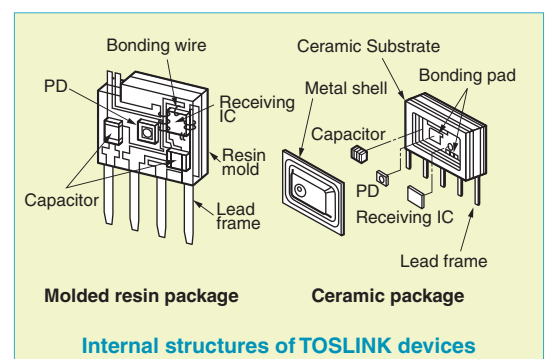 Bonding wire
PD
Receiving
IC
Resin
mold
Capacitor
Lead
frame
Molded resin package
Ceramic Substrate
Bonding pad
Metal shell
Capacitor
PD
Receiving IC
Lead frame
Ceramic package
Internal structures of TOSLINK devices